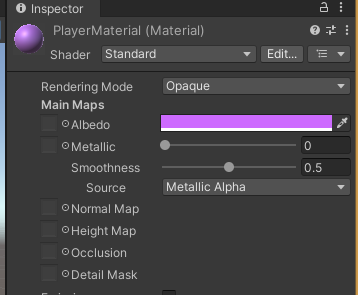 Inspector
PlayerMaterial (Material)
Shader Standard Edit...
Rendering Mode Opaque
Main Maps
Albedo
Metallic 0
Smoothness 0.5
Source Metallic Alpha
Normal Map
Height Map
Occlusion
Detail Mask